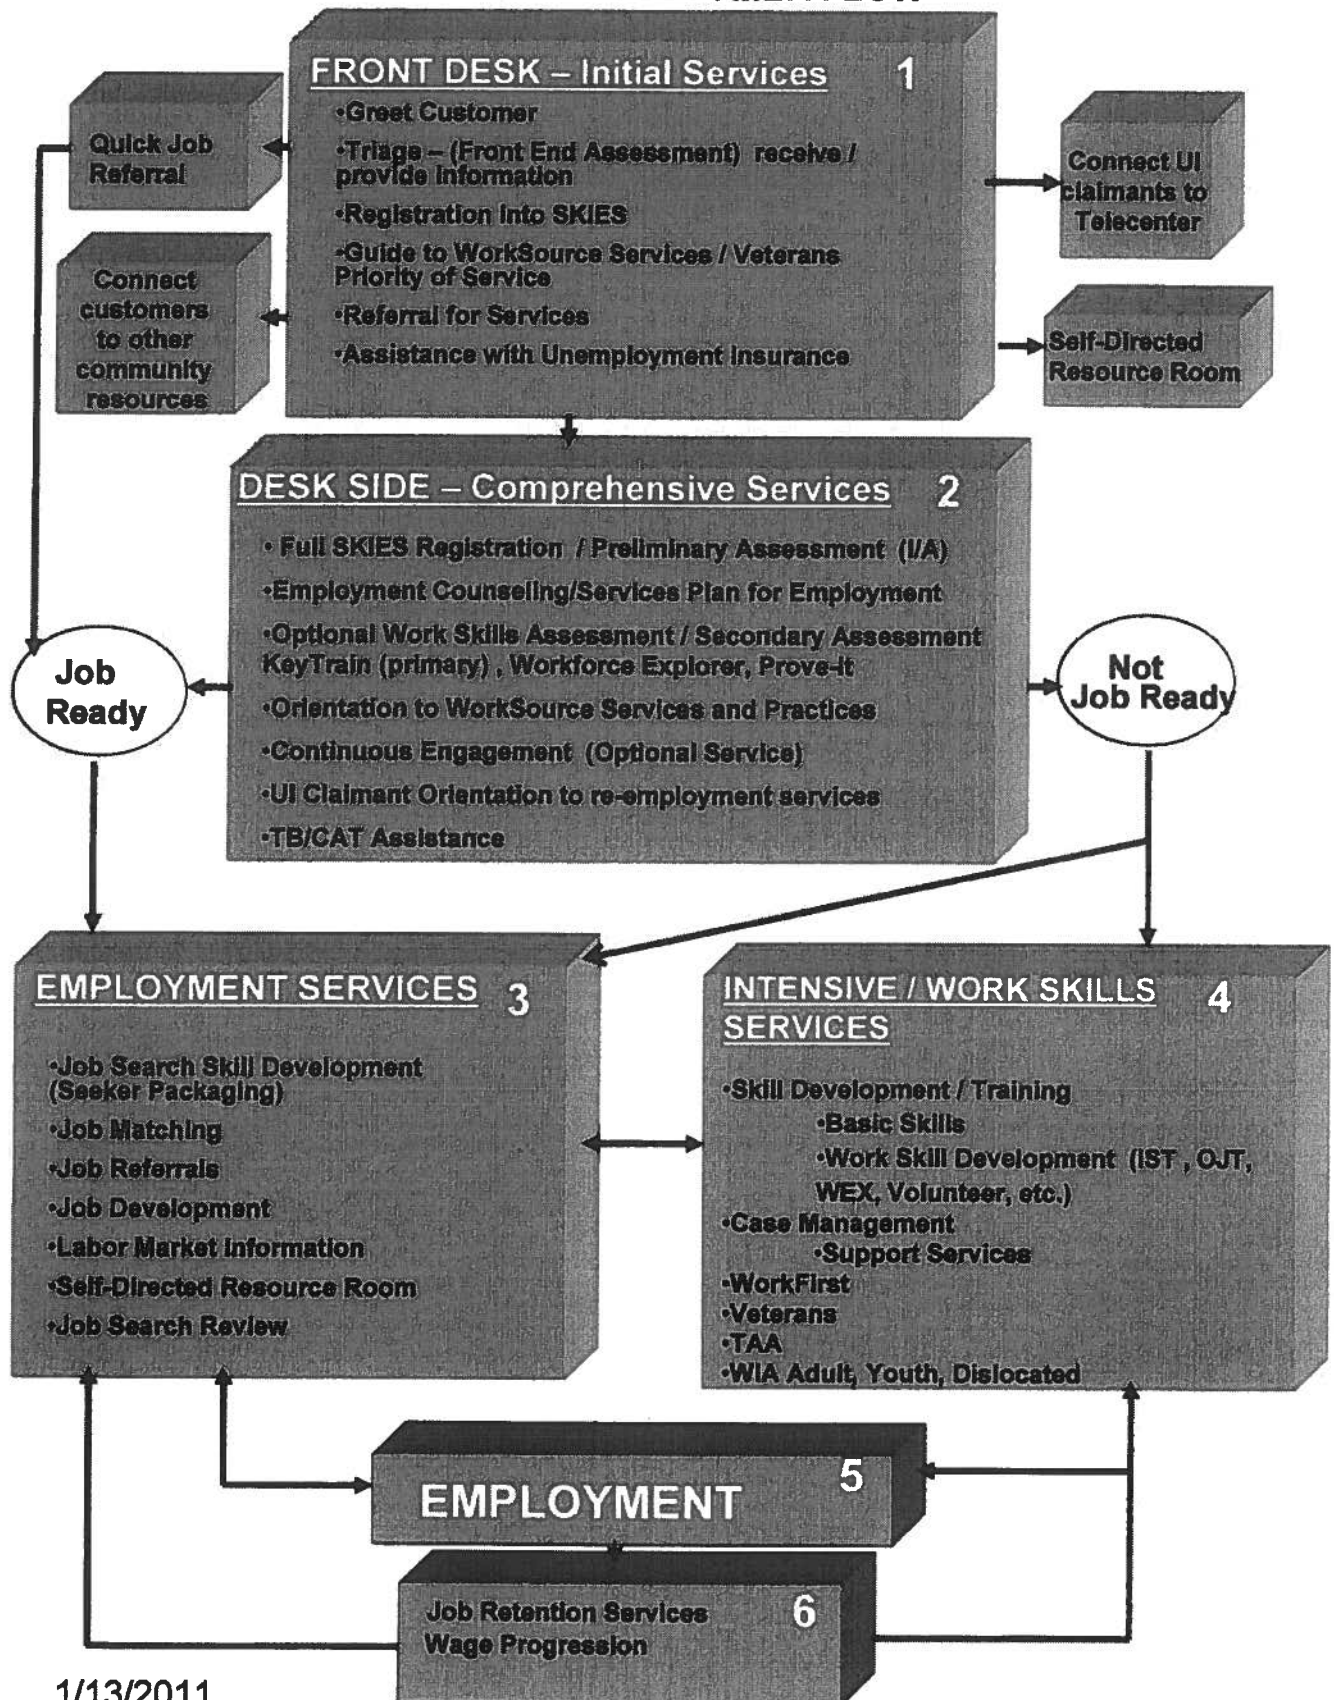 FRONT DESK – Initial Services 1
•Greet Customer
•Triage – (Front End Assessment) receive /
provide information
•Registration into SKIES
•Guide to WorkSource Services / Veterans
Priority of Service
•Referral for Services
•Assistance with Unemployment Insurance
Quick Job
Referral
Connect
customers
to other
community
resources
Connect UI
claimants to
Telecenter
Self-Directed
Resource Room
DESK SIDE – Comprehensive Services 2
• Full SKIES Registration / Preliminary Assessment (I/A)
•Employment Counseling/Services Plan for Employment
•Optional Work Skills Assessment / Secondary Assessment
KeyTrain (primary) , Workforce Explorer, Prove-It
•Orientation to WorkSource Services and Practices
•Continuous Engagement (Optional Service)
•UI Claimant Orientation to re-employment services
•TB/CAT Assistance
Job
Ready
Not
Job Ready
EMPLOYMENT SERVICES 3
•Job Search Skill Development
(Seeker Packaging)
•Job Matching
•Job Referrals
•Job Development
•Labor Market Information
•Self-Directed Resource Room
•Job Search Review
INTENSIVE / WORK SKILLS 4
SERVICES
•Skill Development / Training
•Basic Skills
•Work Skill Development (IST , OJT,
WEX, Volunteer, etc.)
•Case Management
•Support Services
•WorkFirst
•Veterans
•TAA
•WIA Adult, Youth, Dislocated
EMPLOYMENT 5
Job Retention Services 6
Wage Progression
1/13/2011